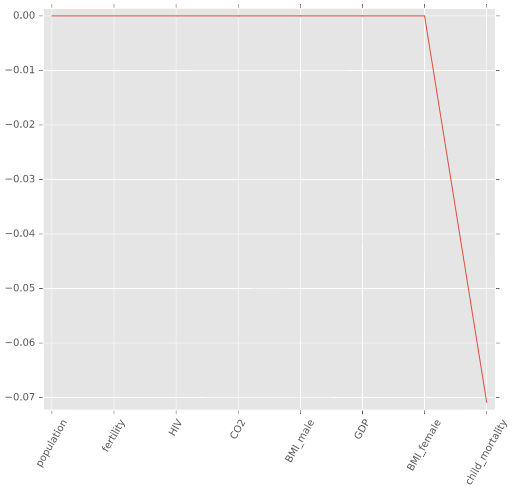 0.00
−0.01
−0.02
−0.03
−0.04
−0.05
−0.06
−0.07
population
fertility
HIV
CO2
BMI_male
GDP
BMI_female
child_mortality